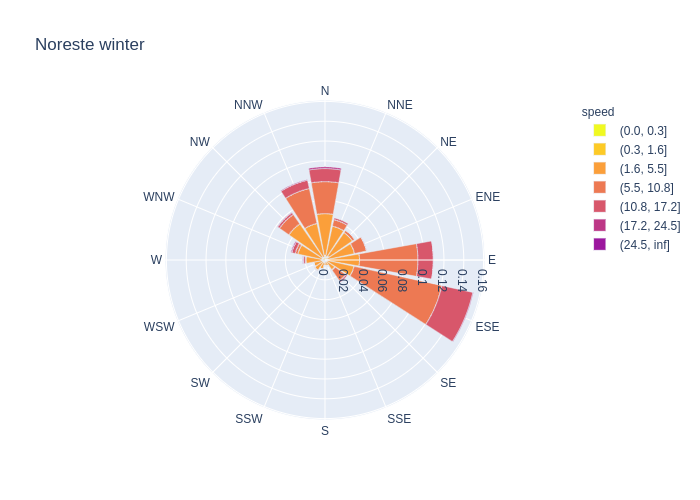 Noreste winter
N
NNE
NE
ENE
E
ESE
SE
SSE
S
SSW
SW
WSW
W
WNW
NW
NNW
0
0.02
0.04
0.06
0.08
0.1
0.12
0.14
0.16
speed
(0.0, 0.3]
(0.3, 1.6]
(1.6, 5.5]
(5.5, 10.8]
(10.8, 17.2]
(17.2, 24.5]
(24.5, inf]